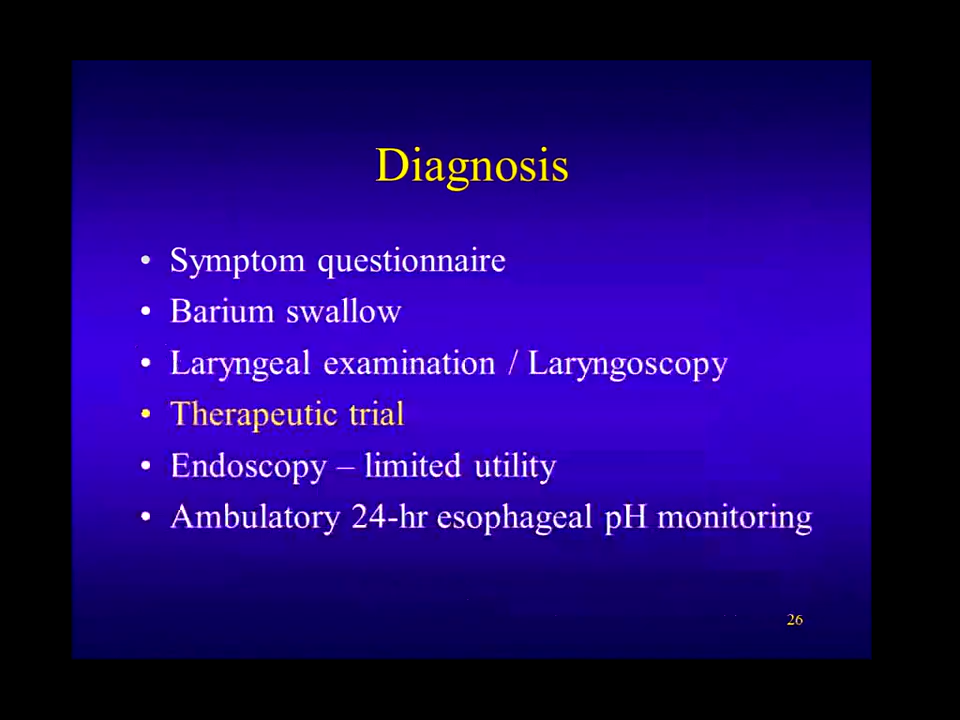 Diagnosis
• Symptom questionnaire
• Barium swallow
• Laryngeal examination / Laryngoscopy
• Therapeutic trial
• Endoscopy – limited utility
• Ambulatory 24-hr esophageal pH monitoring
26